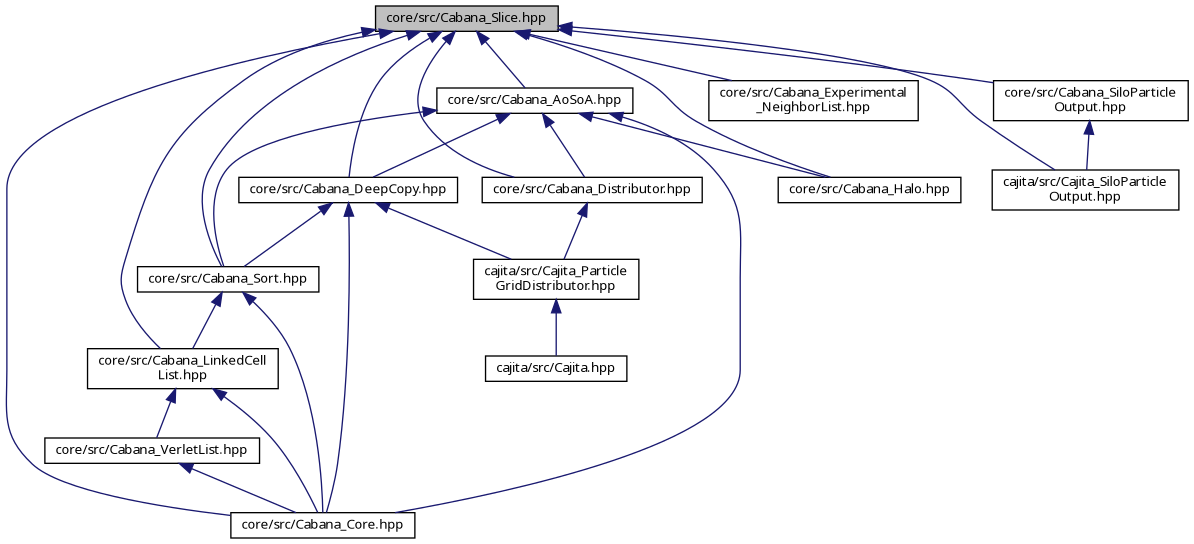 core/src/Cabana_Slice.hpp
core/src/Cabana_AoSoA.hpp
core/src/Cabana_Experimental
_NeighborList.hpp
core/src/Cabana_SiloParticle
Output.hpp
core/src/Cabana_DeepCopy.hpp
core/src/Cabana_Distributor.hpp
core/src/Cabana_Halo.hpp
cajita/src/Cajita_SiloParticle
Output.hpp
core/src/Cabana_Sort.hpp
cajita/src/Cajita_Particle
GridDistributor.hpp
core/src/Cabana_LinkedCell
List.hpp
cajita/src/Cajita.hpp
core/src/Cabana_VerletList.hpp
core/src/Cabana_Core.hpp